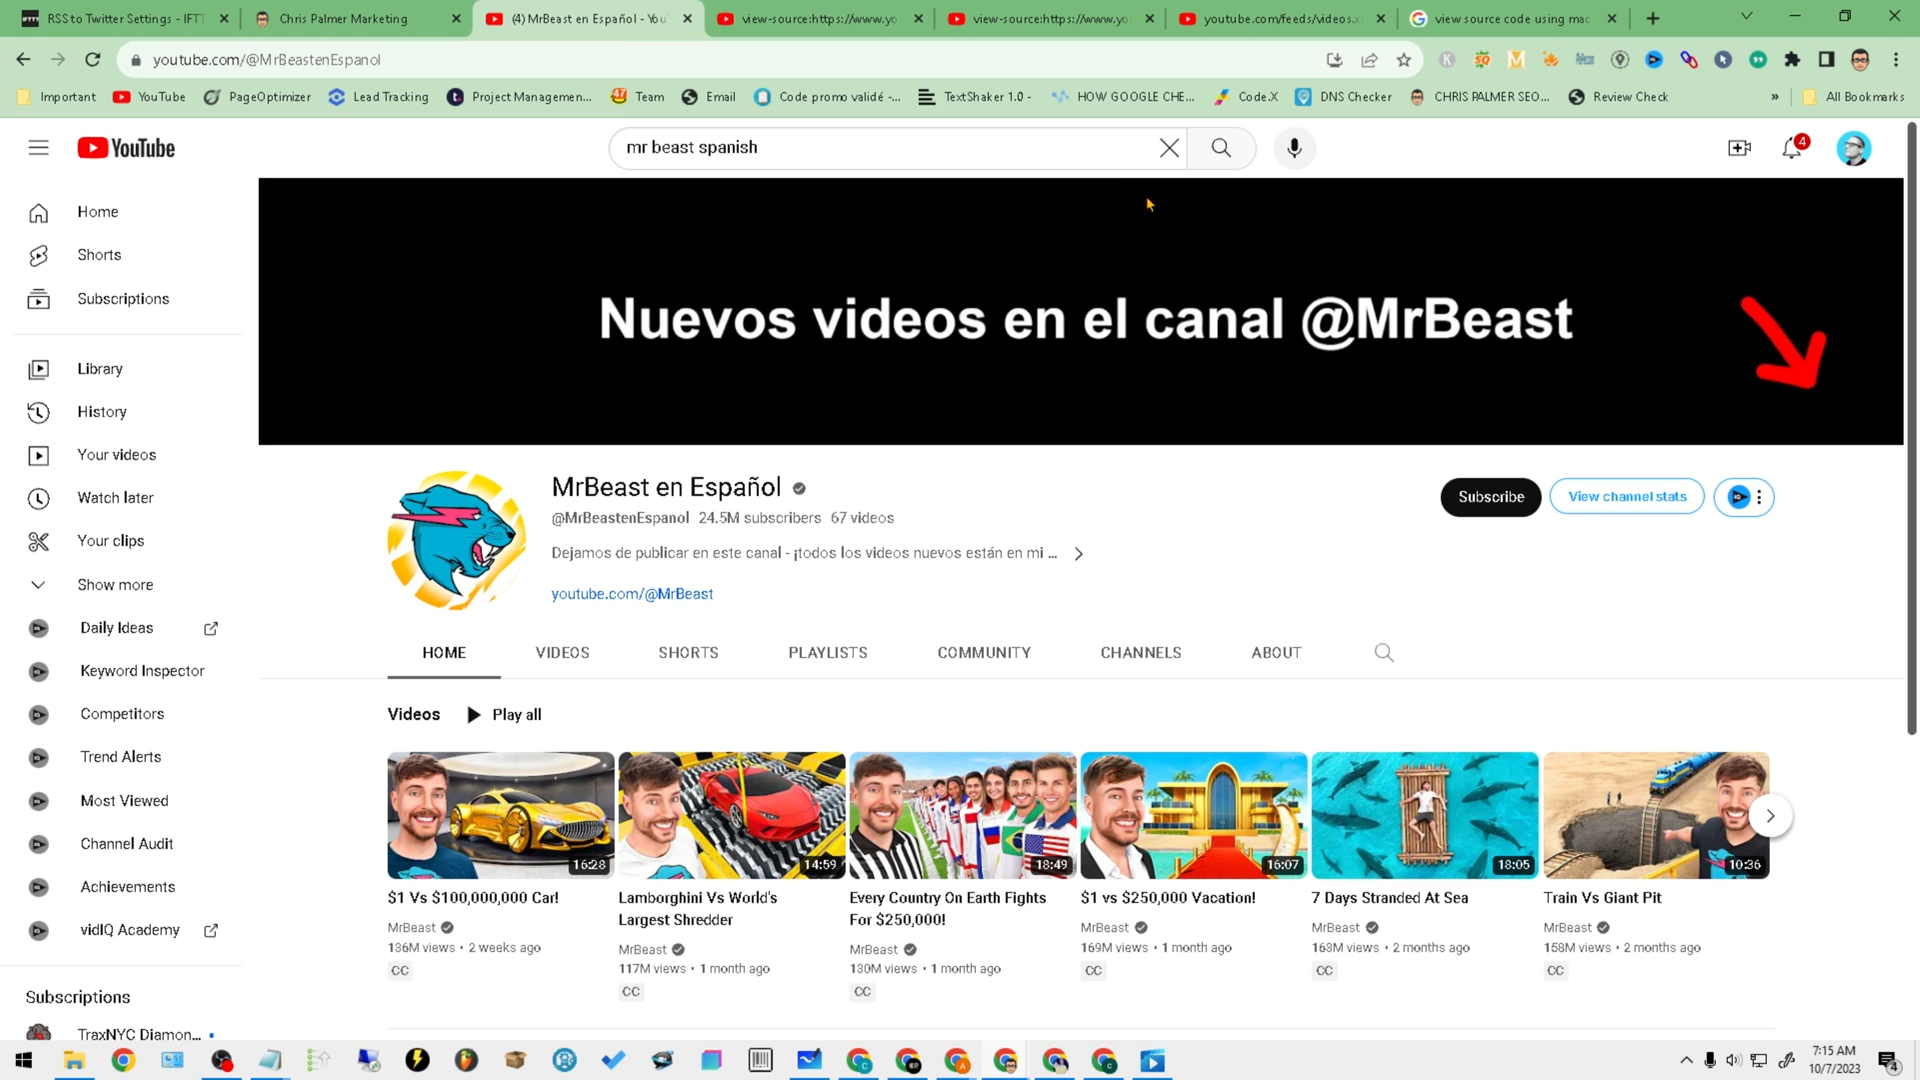 RSS to Twitter Settings - IFTT
Chris Palmer Marketing
(4) MrBeast en Español - You
view-source:https://www.yo
view-source:https://www.yo
youtube.com/feeds/videos.x
view source code using mac
youtube.com/@MrBeastenEspanol
Important
YouTube
PageOptimizer
Lead Tracking
Project Managemen...
Team
Email
Code promo validé -...
TextShaker 1.0 -
HOW GOOGLE CHE...
Code.X
DNS Checker
CHRIS PALMER SEO...
Review Check
»
All Bookmarks
YouTube
mr beast spanish
4
Home
Shorts
Subscriptions
Library
History
Your videos
Watch later
Your clips
Show more
Daily Ideas
Keyword Inspector
Competitors
Trend Alerts
Most Viewed
Channel Audit
Achievements
vidIQ Academy
Subscriptions
TraxNYC Diamon...
Nuevos videos en el canal @MrBeast
MrBeast en Español
@MrBeastenEspanol 24.5M subscribers 67 videos
Dejamos de publicar en este canal - ¡todos los videos nuevos están en mi ...
youtube.com/@MrBeast
Subscribe
View channel stats
HOME
VIDEOS
SHORTS
PLAYLISTS
COMMUNITY
CHANNELS
ABOUT
Videos
Play all
16:28
$1 Vs $100,000,000 Car!
MrBeast
136M views • 2 weeks ago
CC
14:59
Lamborghini Vs World's
Largest Shredder
MrBeast
117M views • 1 month ago
CC
18:49
Every Country On Earth Fights
For $250,000!
MrBeast
130M views • 1 month ago
CC
16:07
$1 vs $250,000 Vacation!
MrBeast
169M views • 1 month ago
CC
18:05
7 Days Stranded At Sea
MrBeast
163M views • 2 months ago
CC
10:36
Train Vs Giant Pit
MrBeast
158M views • 2 months ago
CC
7:15 AM
10/7/2023
4